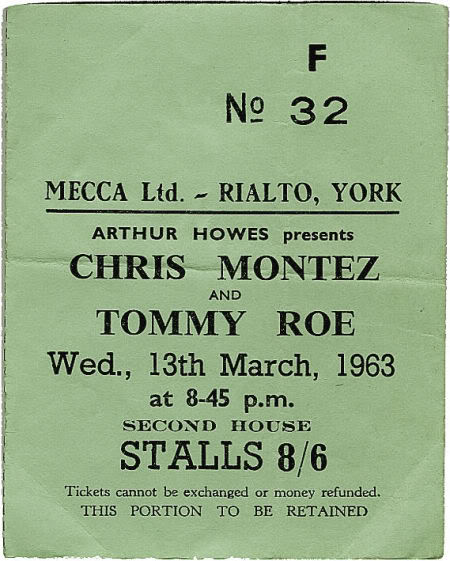 F
Nº 32
MECCA Ltd. - RIALTO, YORK
ARTHUR HOWES presents
CHRIS MONTEZ
AND
TOMMY ROE
Wed., 13th March, 1963
at 8-45 p.m.
SECOND HOUSE
STALLS 8/6
Tickets cannot be exchanged or money refunded.
THIS PORTION TO BE RETAINED